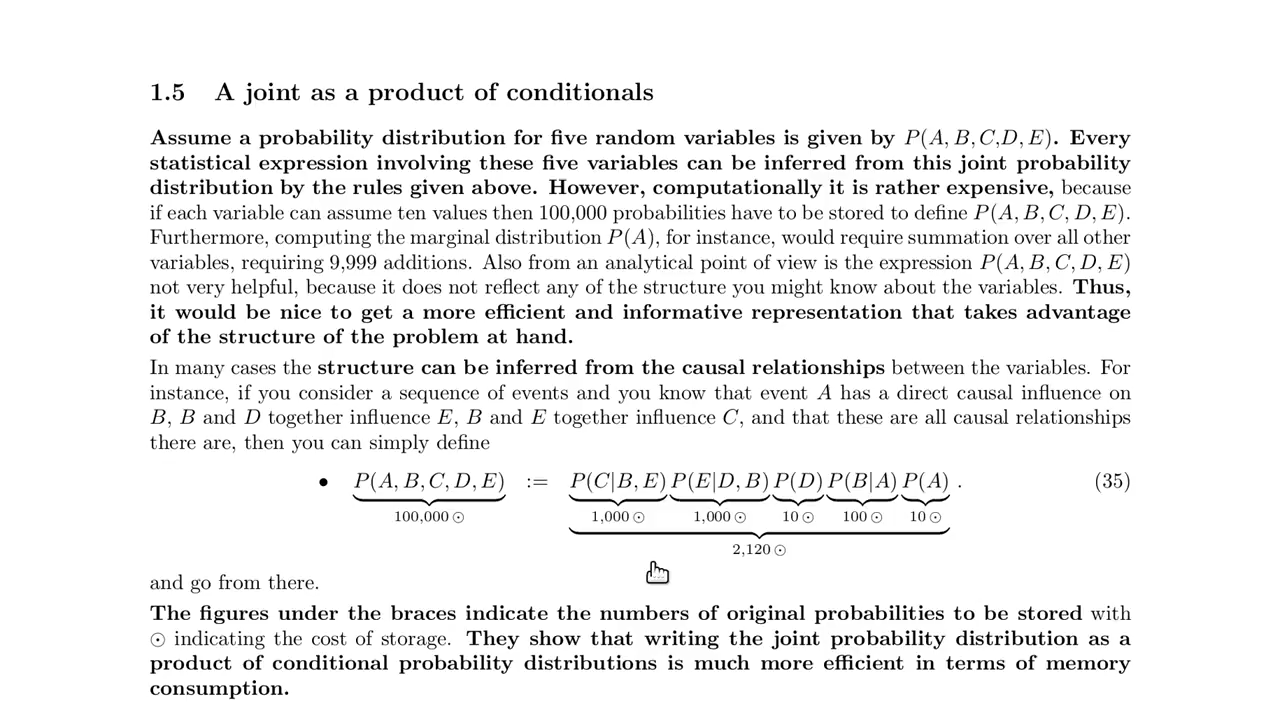 1.5 A joint as a product of conditionals
Assume a probability distribution for five random variables is given by P(A, B, C,D, E). Every
statistical expression involving these five variables can be inferred from this joint probability
distribution by the rules given above. However, computationally it is rather expensive, because
if each variable can assume ten values then 100,000 probabilities have to be stored to define P(A, B, C, D, E).
Furthermore, computing the marginal distribution P(A), for instance, would require summation over all other
variables, requiring 9,999 additions. Also from an analytical point of view is the expression P(A, B, C, D, E)
not very helpful, because it does not reflect any of the structure you might know about the variables. Thus,
it would be nice to get a more efficient and informative representation that takes advantage
of the structure of the problem at hand.
In many cases the structure can be inferred from the causal relationships between the variables. For
instance, if you consider a sequence of events and you know that event A has a direct causal influence on
B, B and D together influence E, B and E together influence C, and that these are all causal relationships
there are, then you can simply define
• P(A, B, C, D, E) := P(C|B, E) P(E|D, B) P(D) P(B|A) P(A) . (35)
100,000 ⊙ 1,000 ⊙ 1,000 ⊙ 10 ⊙ 100 ⊙ 10 ⊙
2,120 ⊙
and go from there.
The figures under the braces indicate the numbers of original probabilities to be stored with
⊙ indicating the cost of storage. They show that writing the joint probability distribution as a
product of conditional probability distributions is much more efficient in terms of memory
consumption.